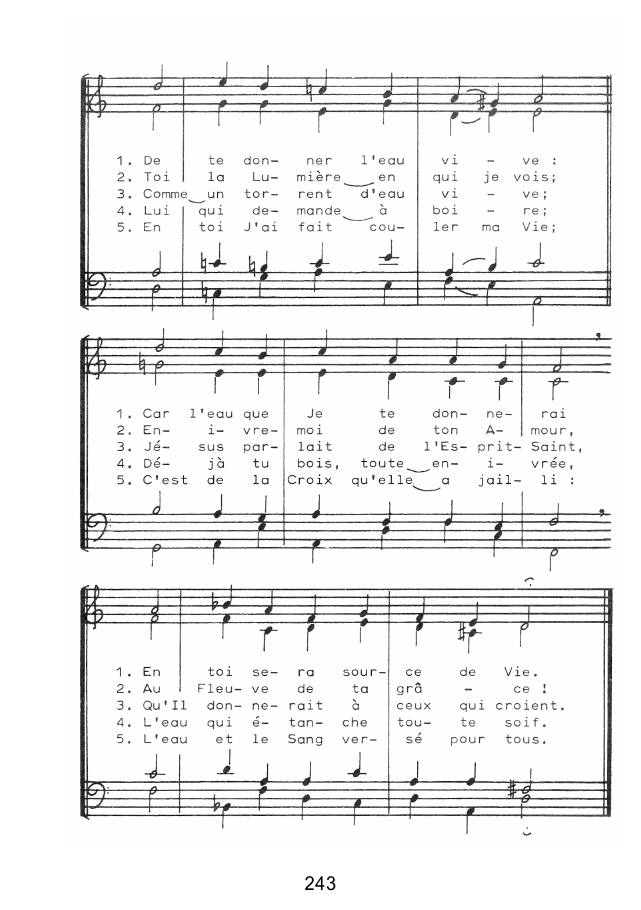 1. De te don- ner l'eau vi - ve :
2. Toi la Lu- mière en qui je vois;
3. Comme un tor- rent d'eau vi - ve;
4. Lui qui de- mande à boi - re;
5. En toi J'ai fait cou- ler ma Vie;
1. Car l'eau que Je te don- ne- rai
2. En- i- vre- moi de ton A- mour,
3. Jé- sus par- lait de l'Es- prit- Saint,
4. Dé- jà tu bois, toute en- i- vrée,
5. C'est de la Croix qu'elle a jail- li :
1. En toi se- ra sour- ce de Vie.
2. Au Fleu- ve de ta grâ - ce !
3. Qu'Il don- ne- rait à ceux qui croient.
4. L'eau qui é- tan- che tou- te soif.
5. L'eau et le Sang ver- sé pour tous.
243